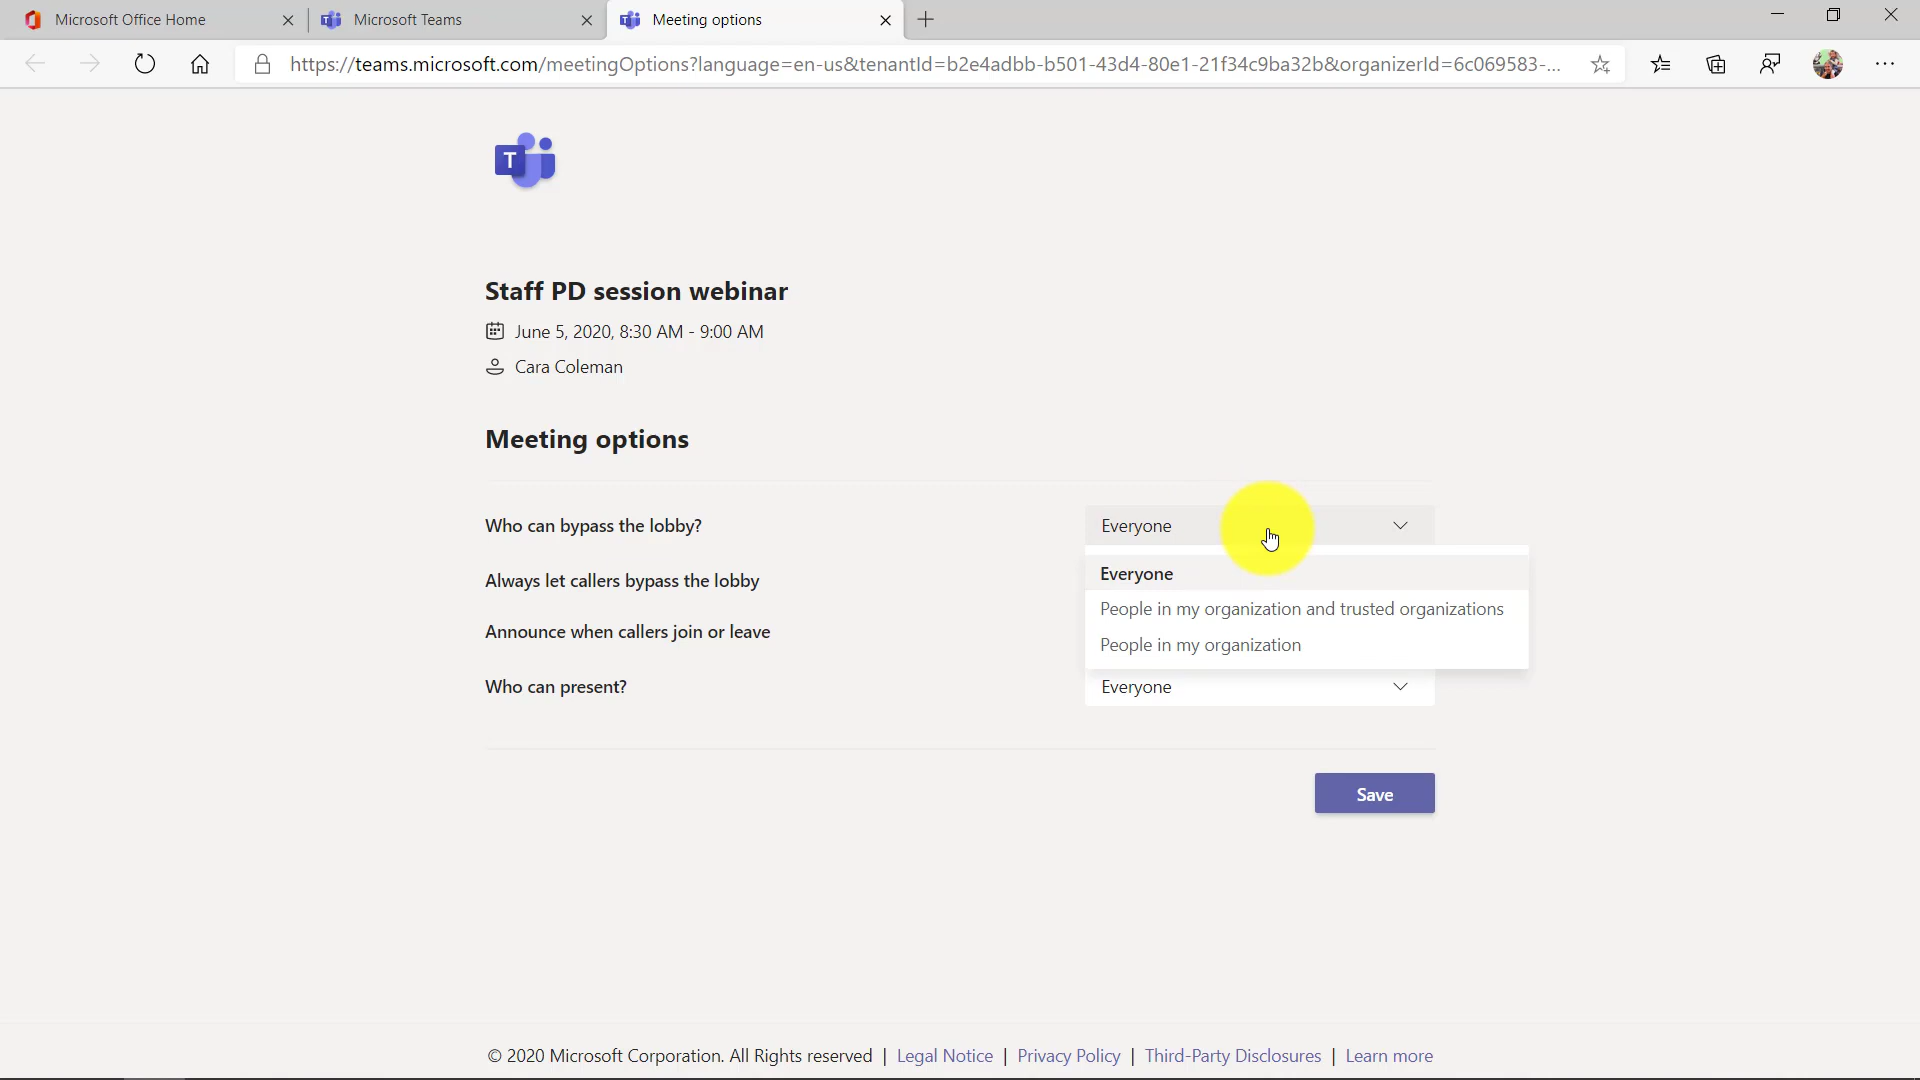 Microsoft Office Home
Microsoft Teams
Meeting options
https://teams.microsoft.com/meetingOptions?language=en-us&tenantId=b2e4adbb-b501-43d4-80e1-21f34c9ba32b&organizerId=6c069583-...
T
Staff PD session webinar
June 5, 2020, 8:30 AM - 9:00 AM
Cara Coleman
Meeting options
Who can bypass the lobby?
Everyone
Everyone
Always let callers bypass the lobby
People in my organization and trusted organizations
Announce when callers join or leave
People in my organization
Who can present?
Everyone
Save
© 2020 Microsoft Corporation. All Rights reserved | Legal Notice | Privacy Policy | Third-Party Disclosures | Learn more